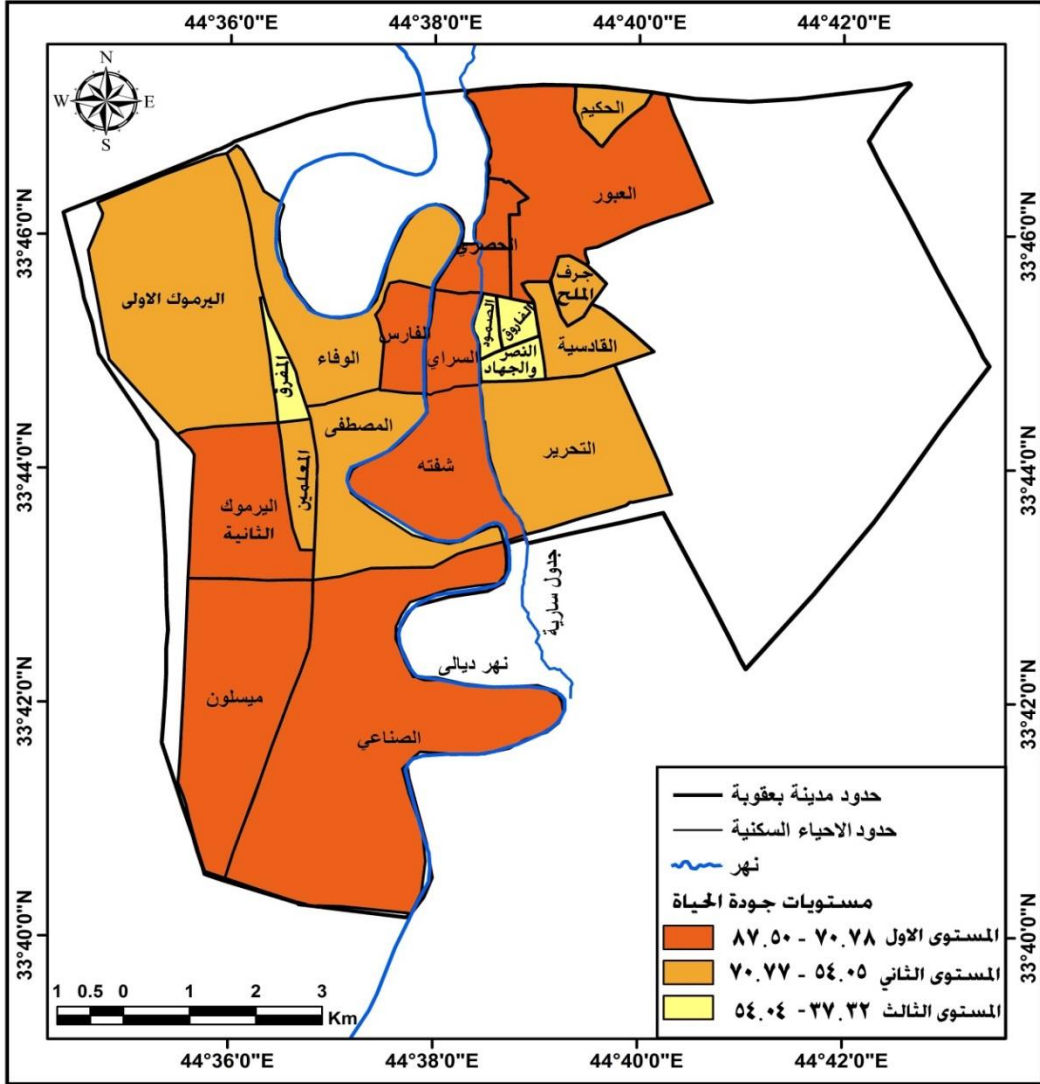 44°36'0"E
44°38'0"E
44°40'0"E
44°42'0"E
N
W
E
S
33°46'0"N
33°46'0"N
33°44'0"N
33°44'0"N
33°42'0"N
33°42'0"N
33°40'0"N
33°40'0"N
الحكيم
العبور
الحصري
جرف
الملح
اليرموك الاولى
الفارس
الصمود
الفاروق
القادسية
الوفاء
السراي
النصر
والجهاد
المفرق
المصطفى
التحرير
شفته
المعلمين
اليرموك
الثانية
جدول سارية
نهر ديالى
ميسلون
الصناعي
حدود مدينة بعقوبة
حدود الاحياء السكنية
نهر
مستويات جودة الحياة
المستوى الاول ٧٠.٧٨ - ٨٧.٥٠
المستوى الثاني ٥٤.٠٥ - ٧٠.٧٧
المستوى الثالث ٣٧.٣٢ - ٥٤.٠٤
1 0.5 0 1 2 3
Km
44°36'0"E
44°38'0"E
44°40'0"E
44°42'0"E